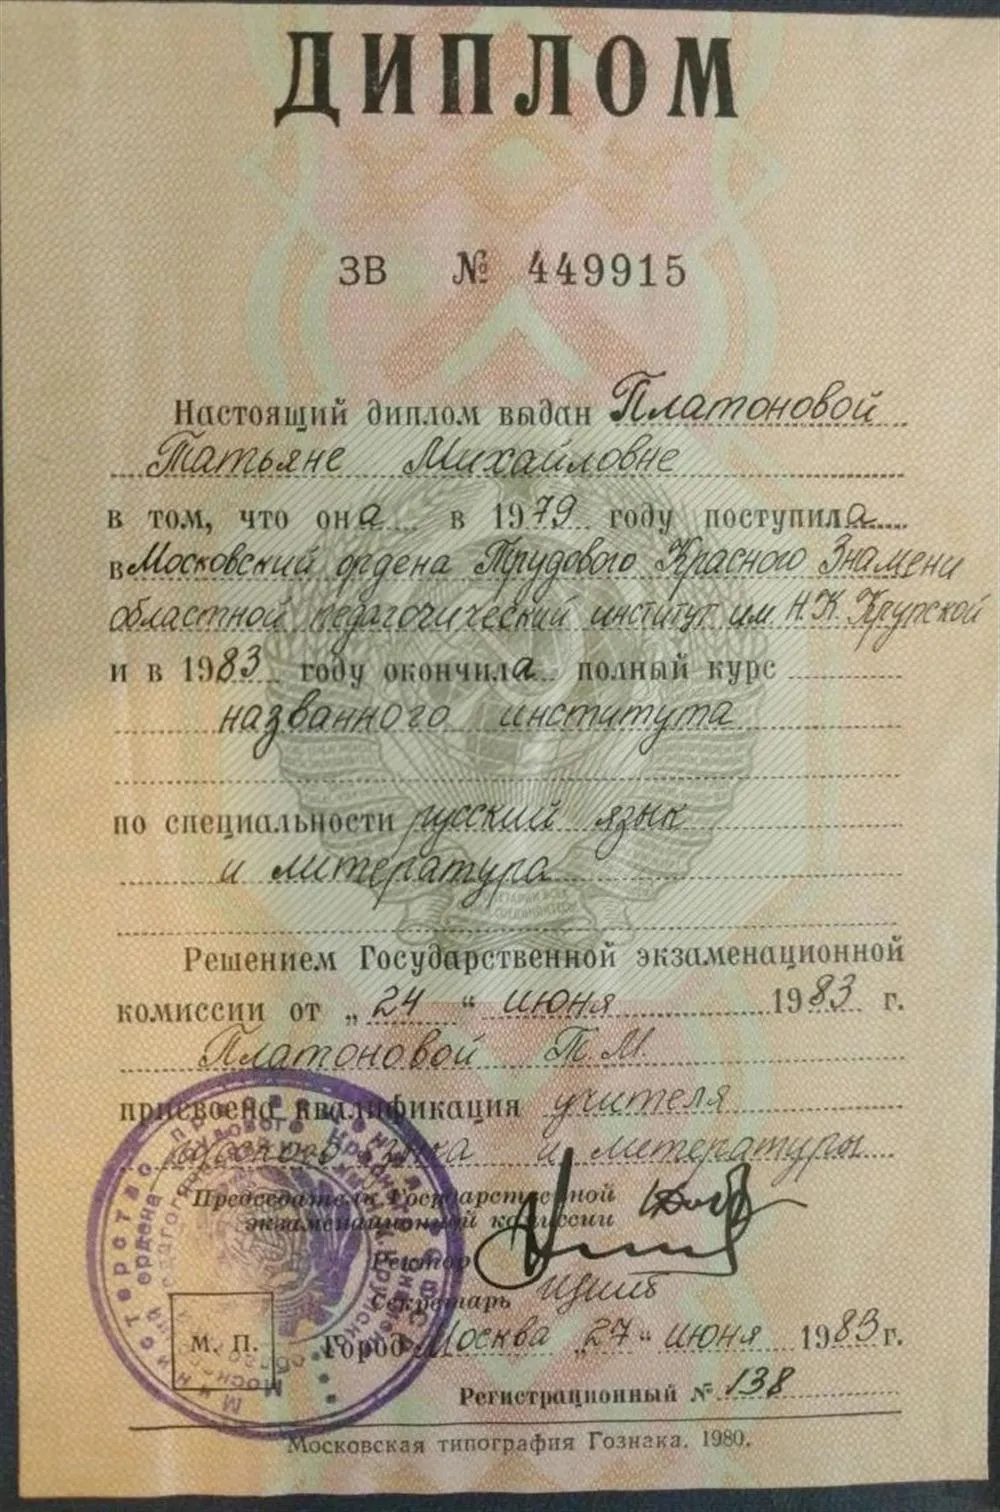 ДИПЛОМ
ЗВ № 449915
Настоящий диплом выдан Платоновой
Татьяне Михайловне
в том, что она в 1979 году поступила
в Московский ордена Трудового Красного Знамени
областной педагогический институт им. Н.К. Крупской
и в 1983 году окончила полный курс
названного института
по специальности русский язык
и литература
Решением Государственной экзаменационной
комиссии от „24“ июня 1983 г.
Платоновой Т.М.
присвоена квалификация учителя
русского языка и литературы
Председатель Государственной
экзаменационной комиссии
Ректор
Секретарь
М. П. Город Москва „27“ июня 1983 г.
Регистрационный № 138
Московская типография Гознака. 1980.